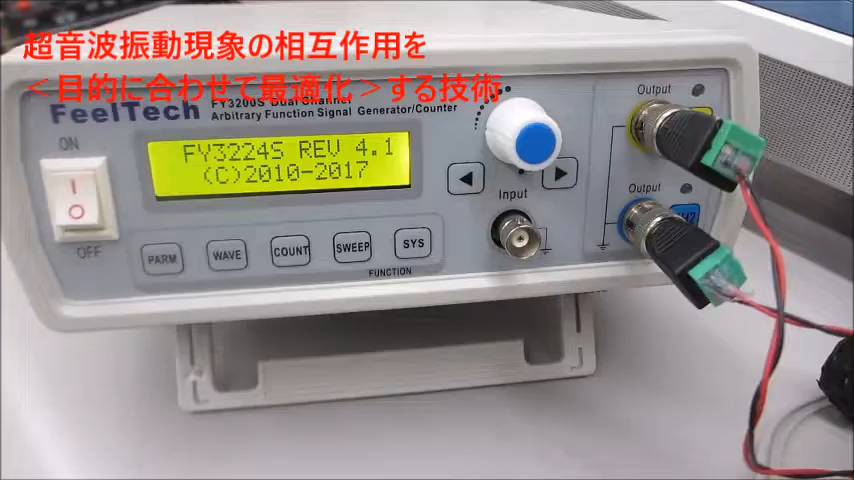 超音波振動現象の相互作用を
＜目的に合わせて最適化＞する技術
FeelTech
FY3200S Dual Channel
Arbitrary Function Signal Generator/Counter
Output
ON
FY3224S REV 4.1
(C)2010-2017
OFF
Input
Output
CH2
PARM
WAVE
COUNT
SWEEP
SYS
FUNCTION